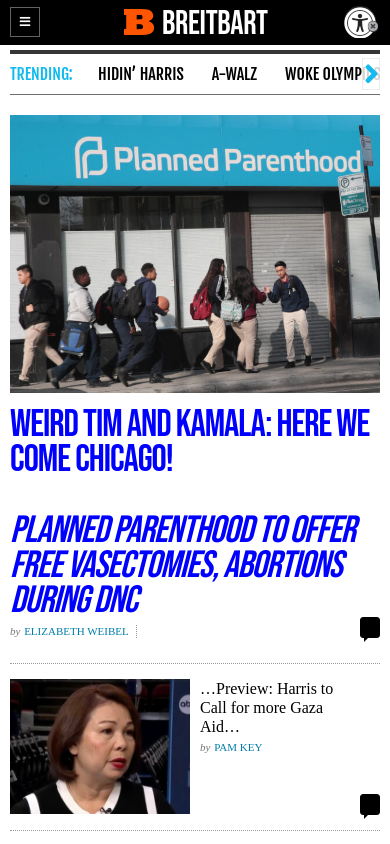 BREITBART
TRENDING:
HIDIN' HARRIS
A-WALZ
WOKE OLYMP
Planned Parenthood
WEIRD TIM AND KAMALA: HERE WE
COME CHICAGO!
PLANNED PARENTHOOD TO OFFER
FREE VASECTOMIES, ABORTIONS
DURING DNC
by ELIZABETH WEIBEL
…Preview: Harris to
Call for more Gaza
Aid…
by PAM KEY